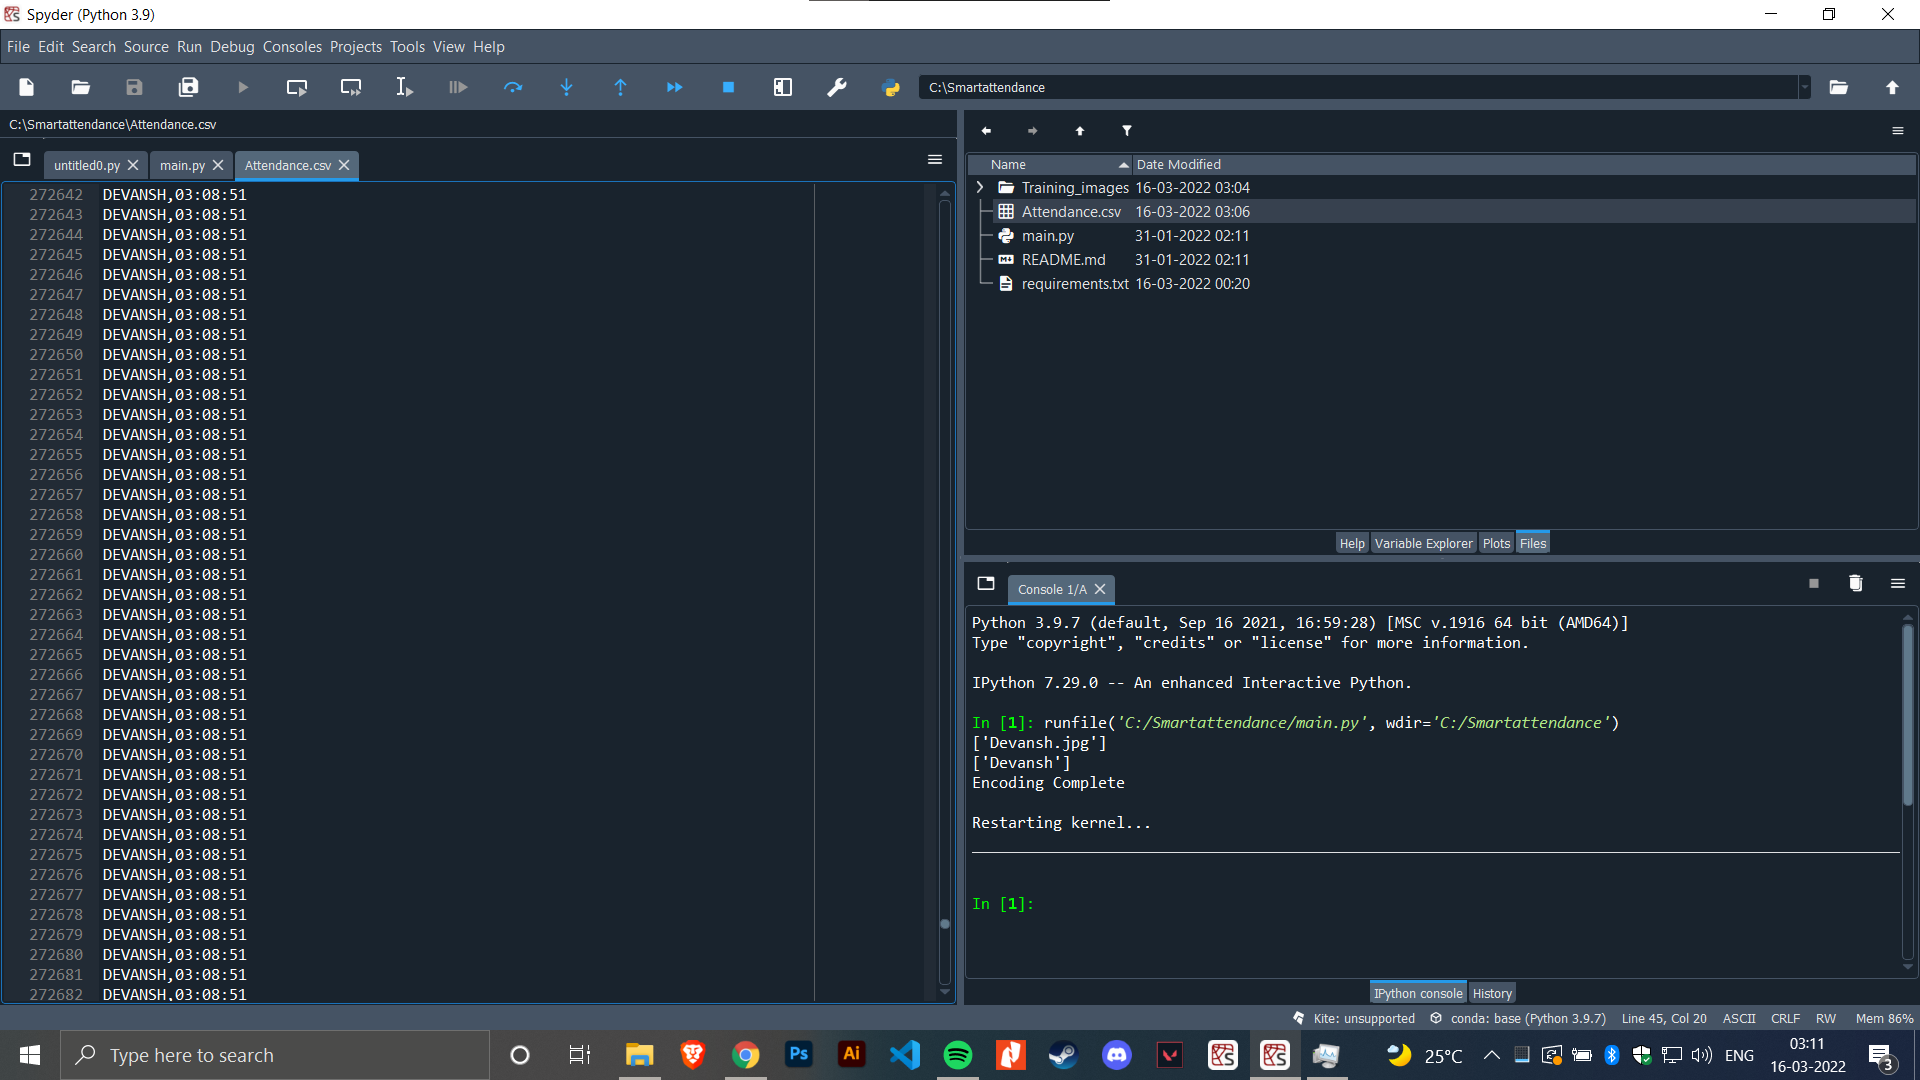 Spyder (Python 3.9)
File Edit Search Source Run Debug Consoles Projects Tools View Help
C:\Smartattendance
C:\Smartattendance\Attendance.csv
untitled0.py
main.py
Attendance.csv
272642 DEVANSH,03:08:51
272643 DEVANSH,03:08:51
272644 DEVANSH,03:08:51
272645 DEVANSH,03:08:51
272646 DEVANSH,03:08:51
272647 DEVANSH,03:08:51
272648 DEVANSH,03:08:51
272649 DEVANSH,03:08:51
272650 DEVANSH,03:08:51
272651 DEVANSH,03:08:51
272652 DEVANSH,03:08:51
272653 DEVANSH,03:08:51
272654 DEVANSH,03:08:51
272655 DEVANSH,03:08:51
272656 DEVANSH,03:08:51
272657 DEVANSH,03:08:51
272658 DEVANSH,03:08:51
272659 DEVANSH,03:08:51
272660 DEVANSH,03:08:51
272661 DEVANSH,03:08:51
272662 DEVANSH,03:08:51
272663 DEVANSH,03:08:51
272664 DEVANSH,03:08:51
272665 DEVANSH,03:08:51
272666 DEVANSH,03:08:51
272667 DEVANSH,03:08:51
272668 DEVANSH,03:08:51
272669 DEVANSH,03:08:51
272670 DEVANSH,03:08:51
272671 DEVANSH,03:08:51
272672 DEVANSH,03:08:51
272673 DEVANSH,03:08:51
272674 DEVANSH,03:08:51
272675 DEVANSH,03:08:51
272676 DEVANSH,03:08:51
272677 DEVANSH,03:08:51
272678 DEVANSH,03:08:51
272679 DEVANSH,03:08:51
272680 DEVANSH,03:08:51
272681 DEVANSH,03:08:51
272682 DEVANSH,03:08:51
Name Date Modified
Training_images 16-03-2022 03:04
Attendance.csv 16-03-2022 03:06
main.py 31-01-2022 02:11
README.md 31-01-2022 02:11
requirements.txt 16-03-2022 00:20
Help Variable Explorer Plots Files
Console 1/A
Python 3.9.7 (default, Sep 16 2021, 16:59:28) [MSC v.1916 64 bit (AMD64)]
Type "copyright", "credits" or "license" for more information.
IPython 7.29.0 -- An enhanced Interactive Python.
In [1]: runfile('C:/Smartattendance/main.py', wdir='C:/Smartattendance')
['Devansh.jpg']
['Devansh']
Encoding Complete
Restarting kernel...
In [1]:
IPython console History
Kite: unsupported conda: base (Python 3.9.7) Line 45, Col 20 ASCII CRLF RW Mem 86%
Type here to search
Ps
Ai
25°C
ENG
03:11
16-03-2022
3